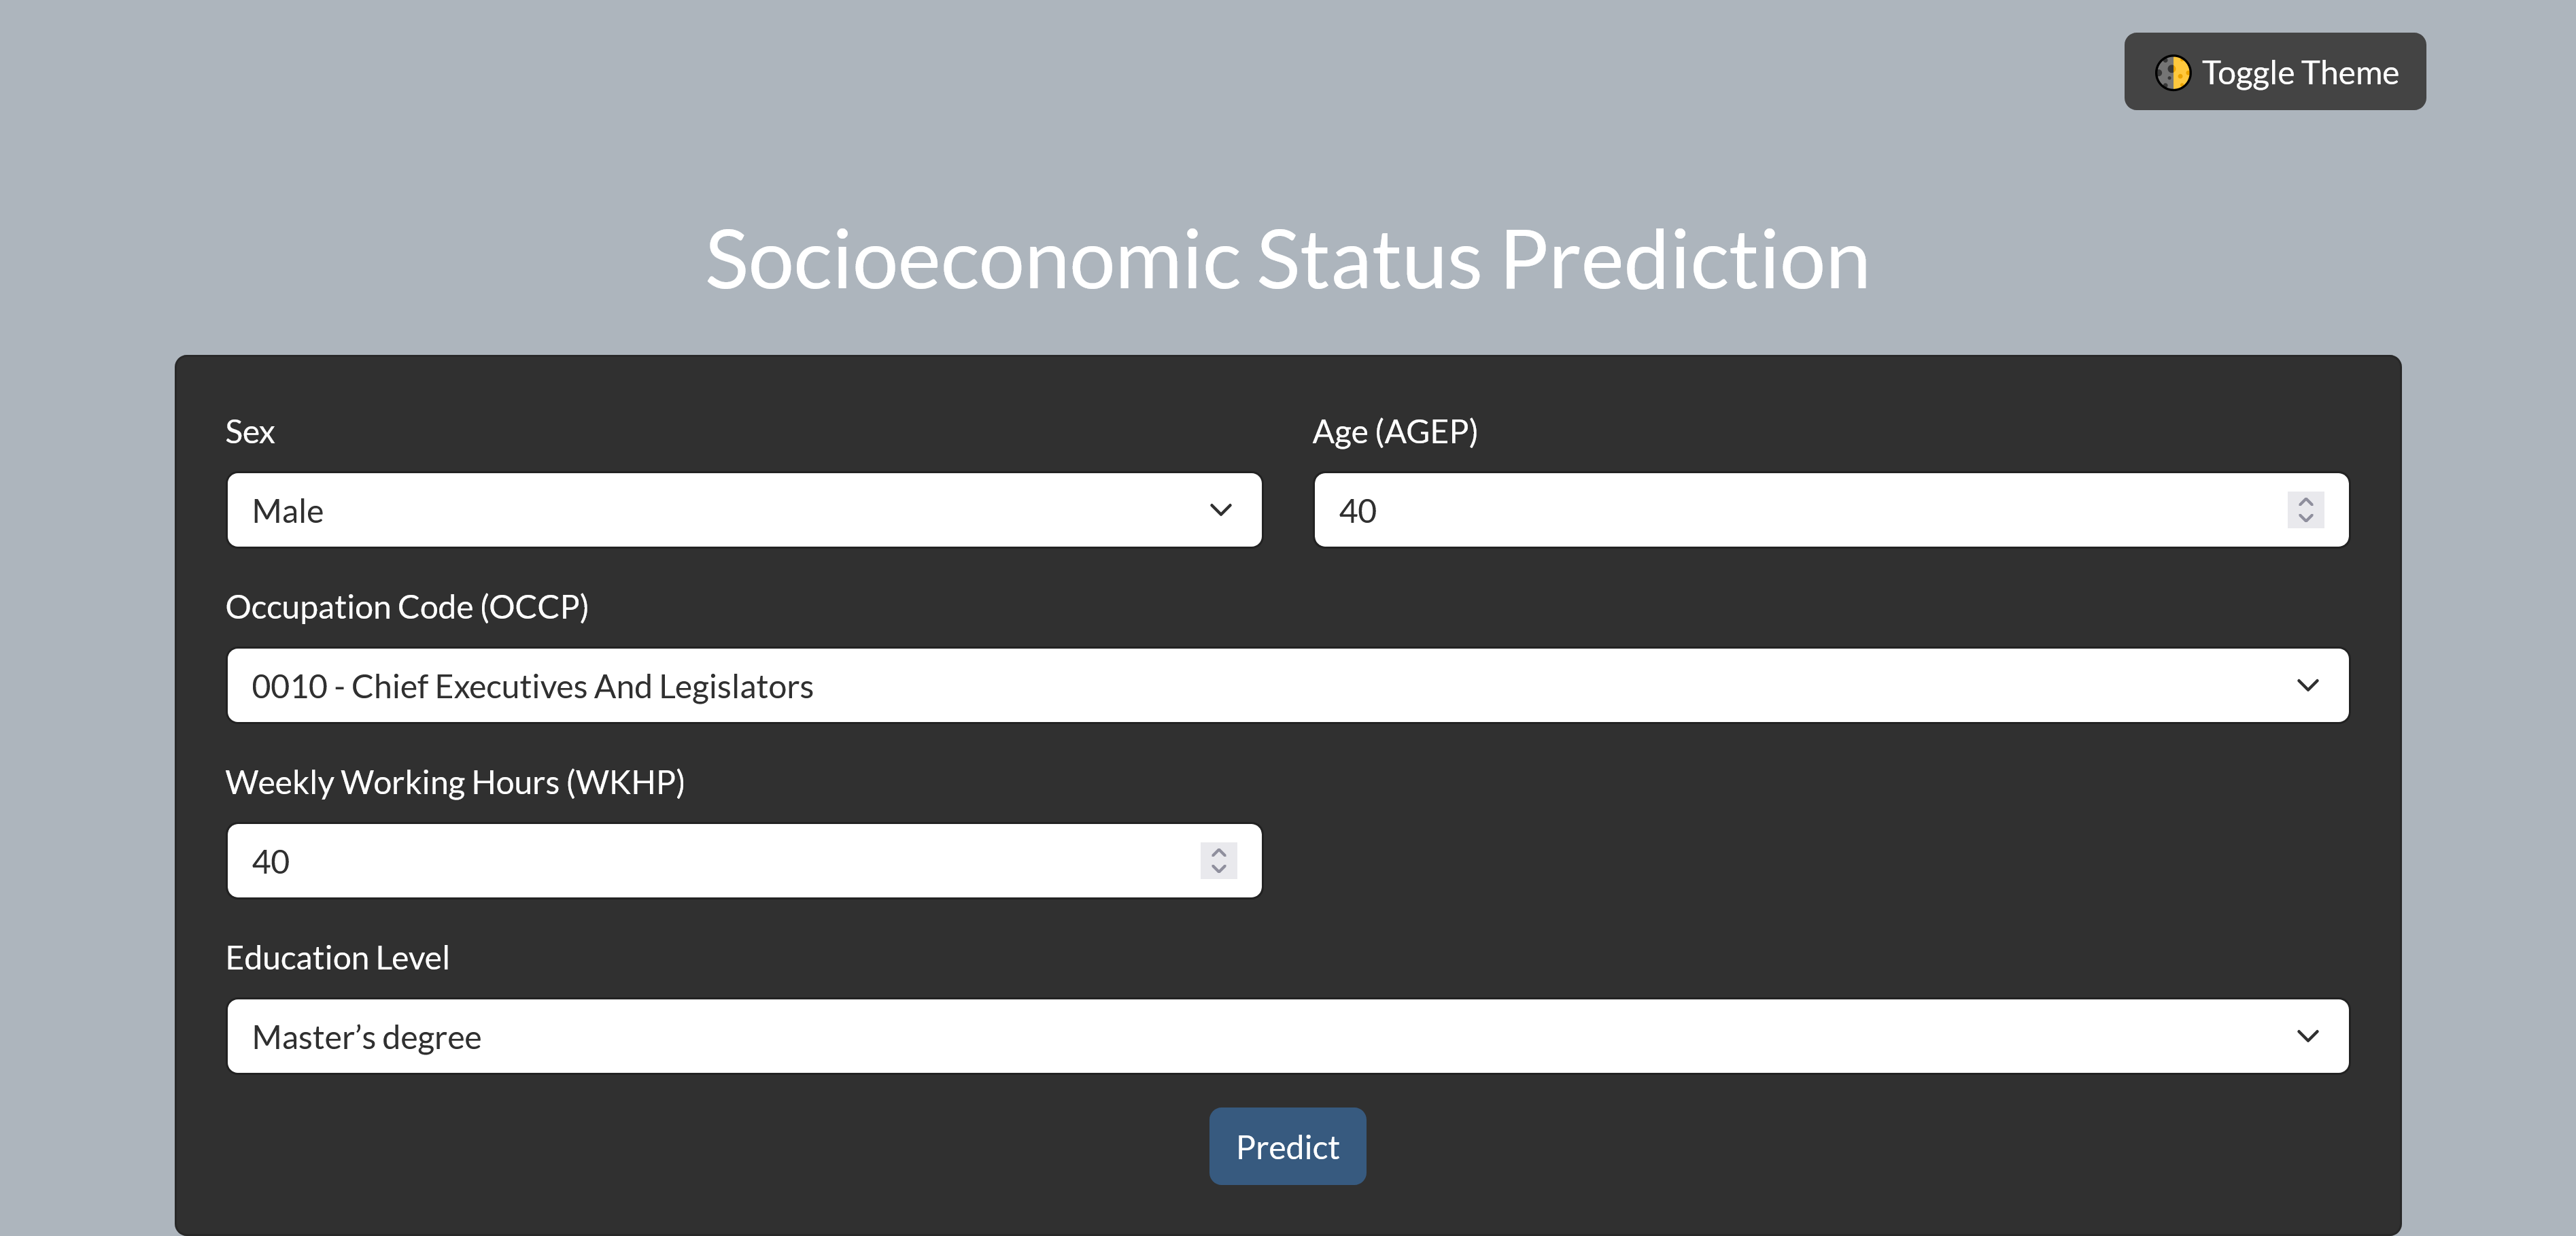 Toggle Theme
Socioeconomic Status Prediction
Sex
Age (AGEP)
Male
40
Occupation Code (OCCP)
0010 - Chief Executives And Legislators
Weekly Working Hours (WKHP)
40
Education Level
Master’s degree
Predict